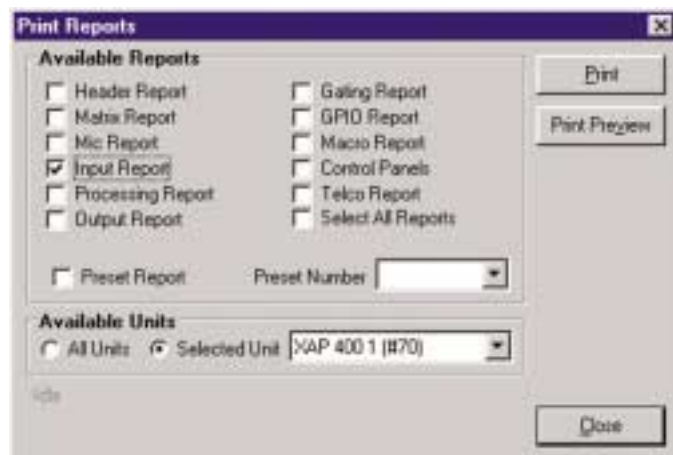 Print Reports
Available Reports
Header Report
Matrix Report
Mic Report
Input Report
Processing Report
Output Report
Gating Report
GPIO Report
Macro Report
Control Panels
Telco Report
Select All Reports
Preset Report Preset Number
Available Units
All Units Selected Unit XAP 400 1 (#70)
Idle
Print
Print Preview
Close